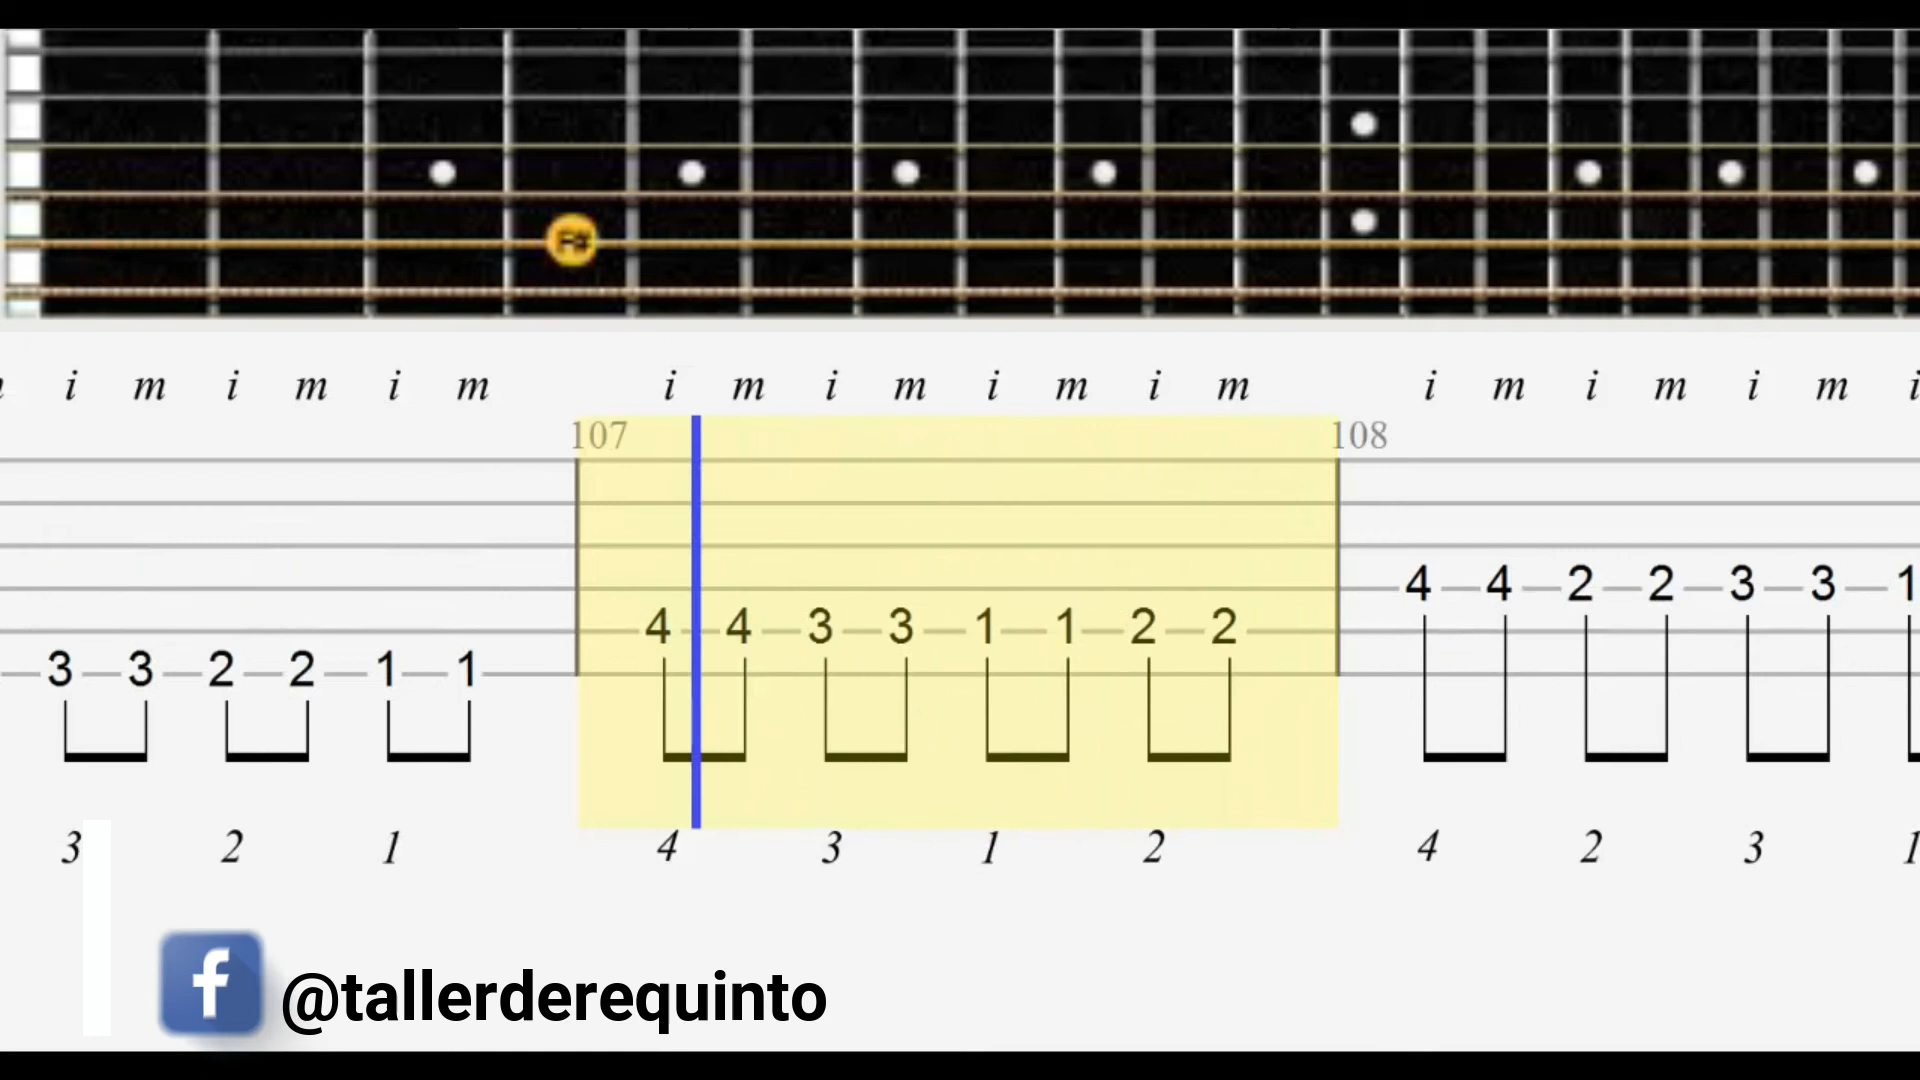 F#
i m i m i m i m i m i m i m i m i m i m i
107 108
4 4 2 2 3 3 1
4 4 3 3 1 1 2 2
3 3 2 2 1 1
3 2 1 4 3 1 2 4 2 3 1
f @tallerderequinto